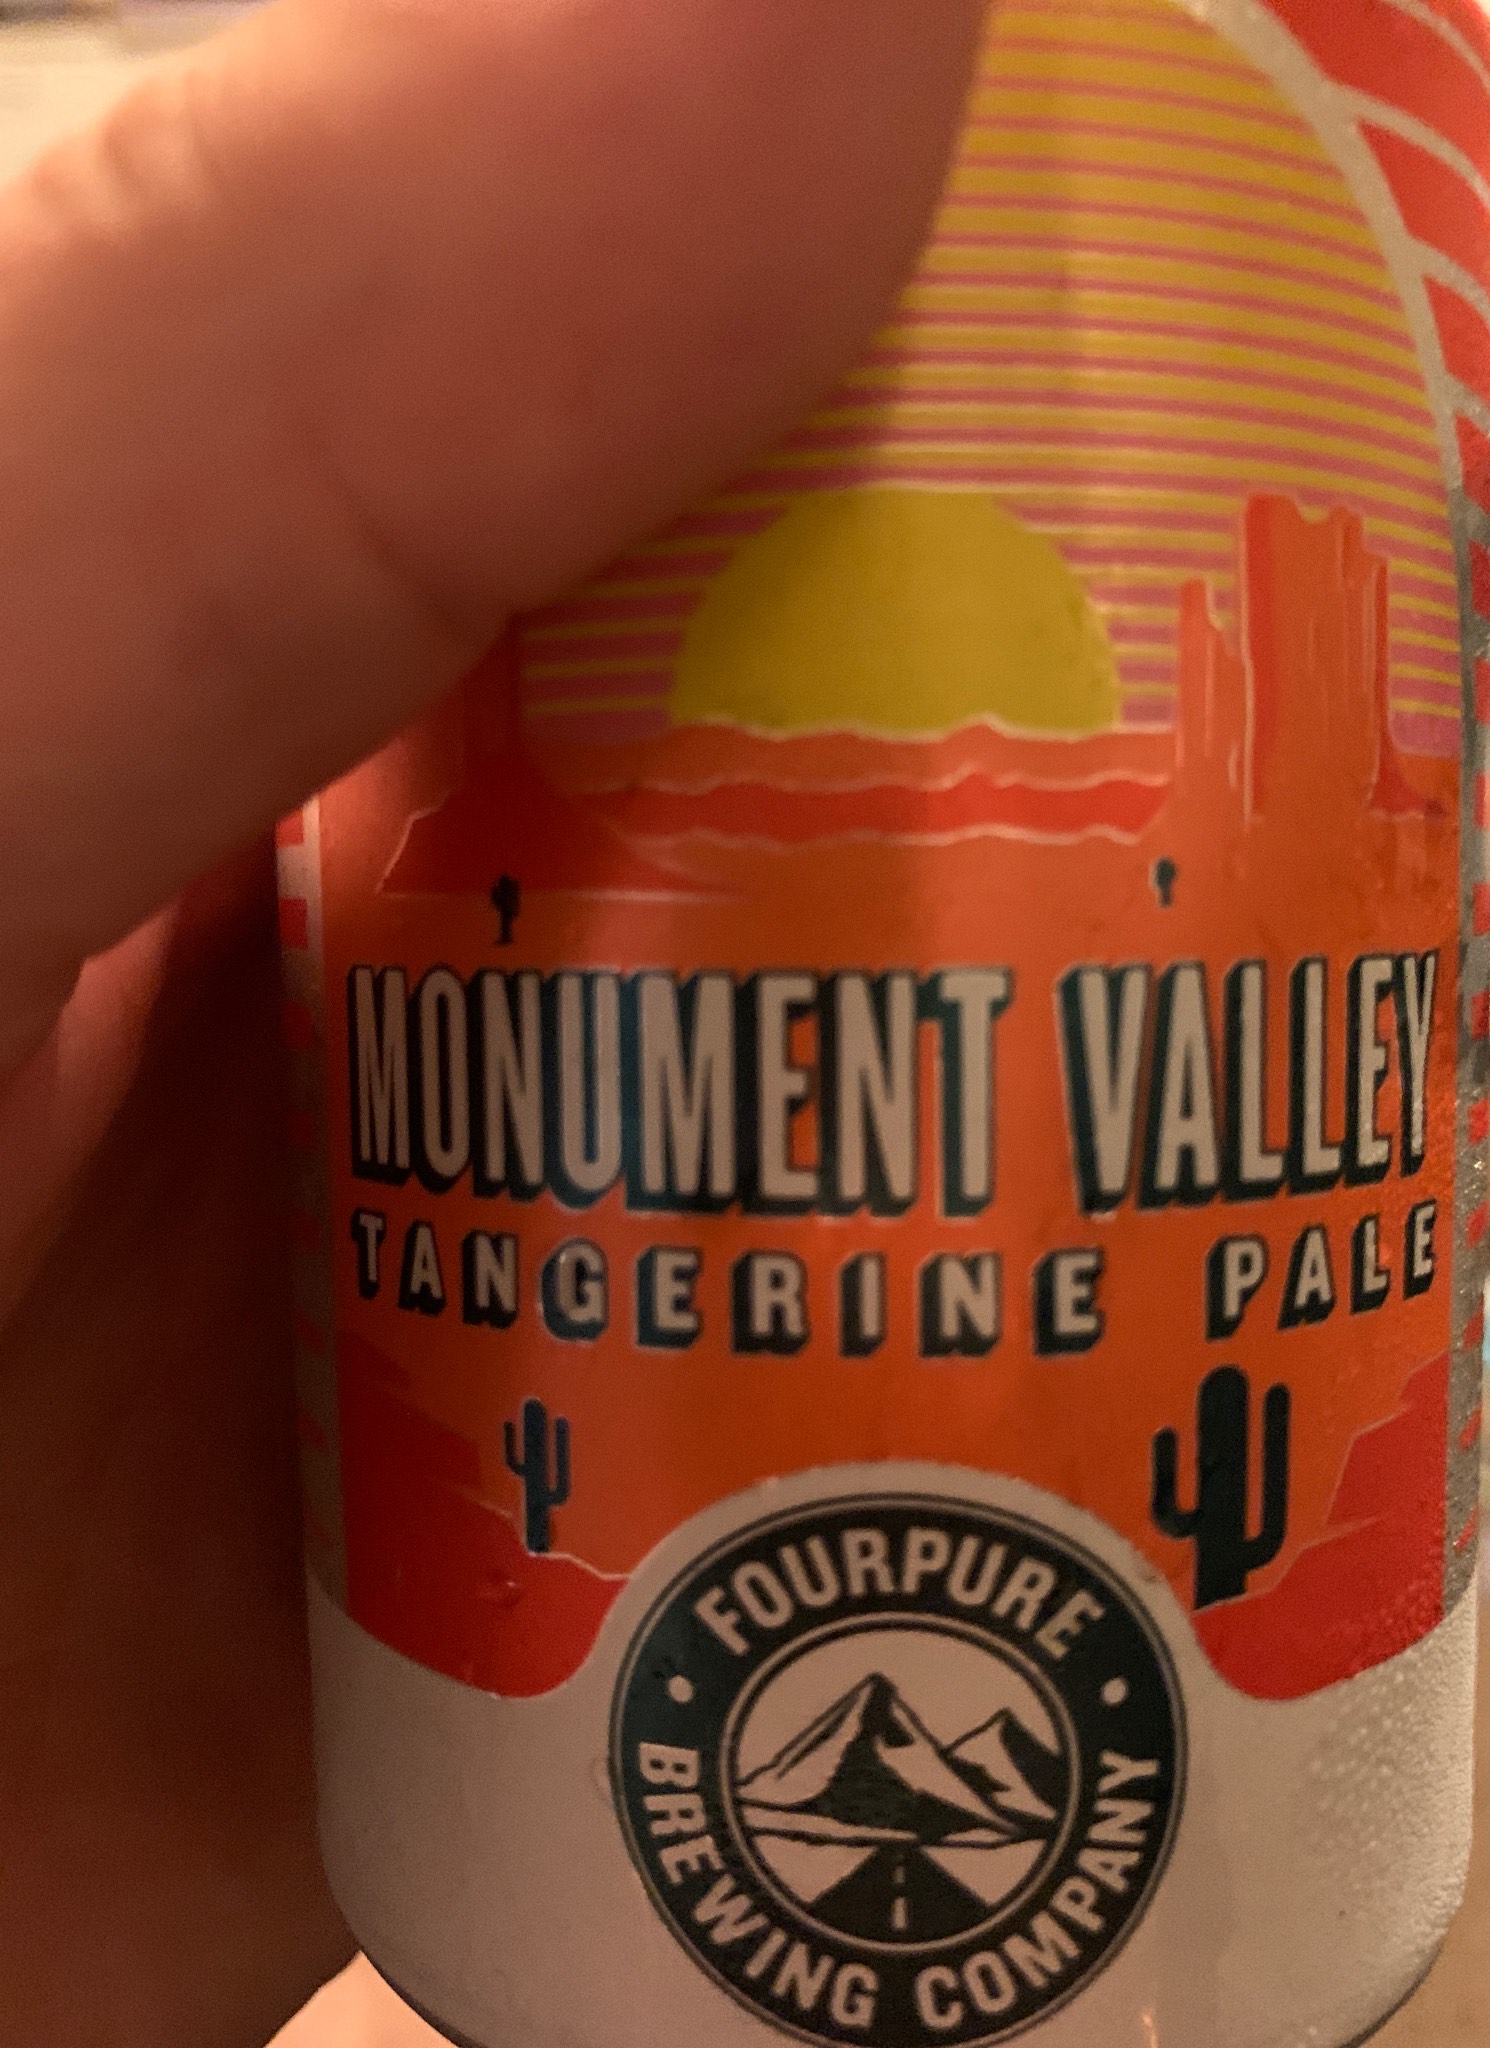 MONUMENT VALLEY
TANGERINE PALE
FOURPURE
BREWING COMPANY